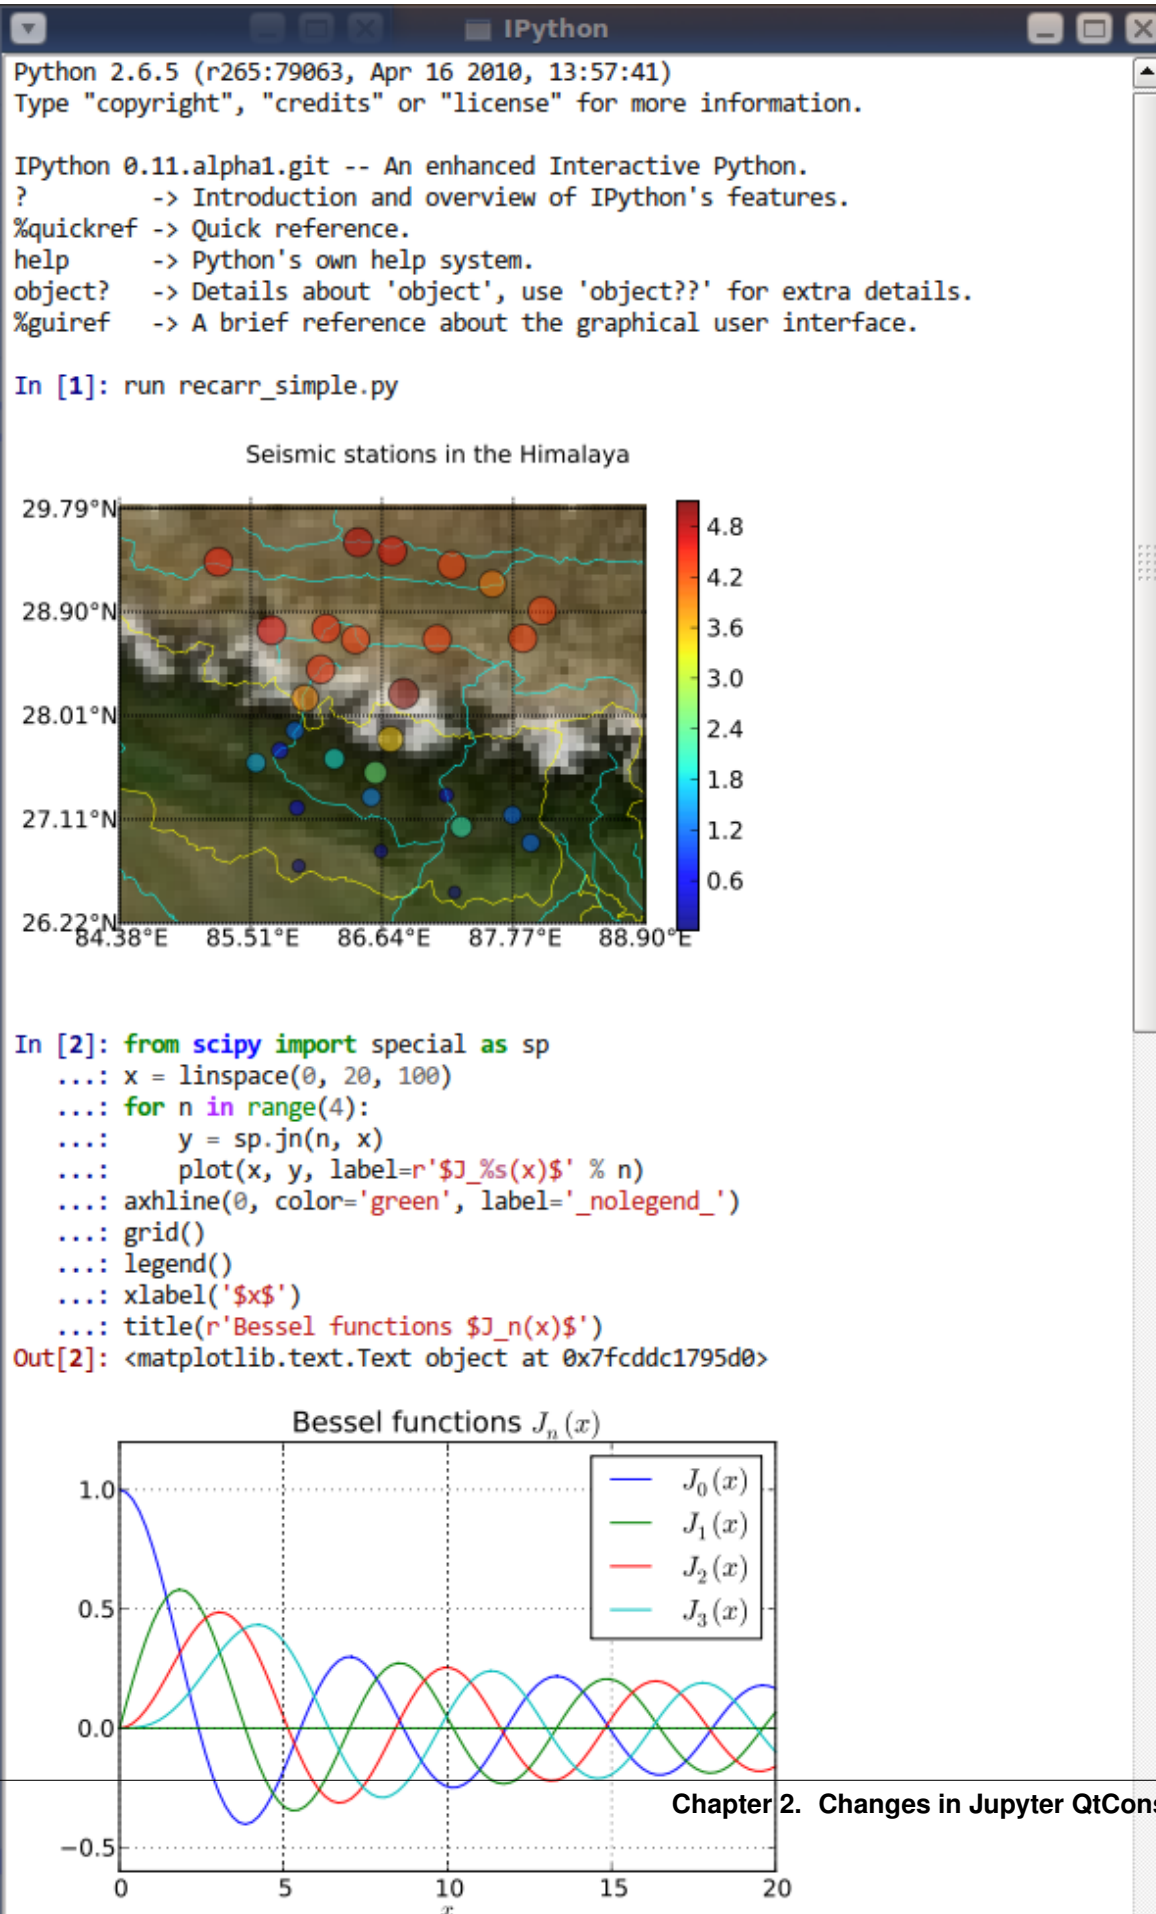 IPython
Python 2.6.5 (r265:79063, Apr 16 2010, 13:57:41)
Type "copyright", "credits" or "license" for more information.
IPython 0.11.alpha1.git -- An enhanced Interactive Python.
?         -> Introduction and overview of IPython's features.
%quickref -> Quick reference.
help      -> Python's own help system.
object?   -> Details about 'object', use 'object??' for extra details.
%guiref   -> A brief reference about the graphical user interface.
In [1]: run recarr_simple.py
Seismic stations in the Himalaya
29.79°N
28.90°N
28.01°N
27.11°N
26.22°N
84.38°E 85.51°E 86.64°E 87.77°E 88.90°E
4.8
4.2
3.6
3.0
2.4
1.8
1.2
0.6
In [2]: from scipy import special as sp
   ...: x = linspace(0, 20, 100)
   ...: for n in range(4):
   ...:     y = sp.jn(n, x)
   ...:     plot(x, y, label=r'$J_%s(x)$' % n)
   ...: axhline(0, color='green', label='_nolegend_')
   ...: grid()
   ...: legend()
   ...: xlabel('$x$')
   ...: title(r'Bessel functions $J_n(x)$')
Out[2]: <matplotlib.text.Text object at 0x7fcddc1795d0>
Bessel functions J_n(x)
1.0
0.5
0.0
−0.5
J_0(x)
J_1(x)
J_2(x)
J_3(x)
Chapter 2. Changes in Jupyter QtCons
0 5 10 15 20
x